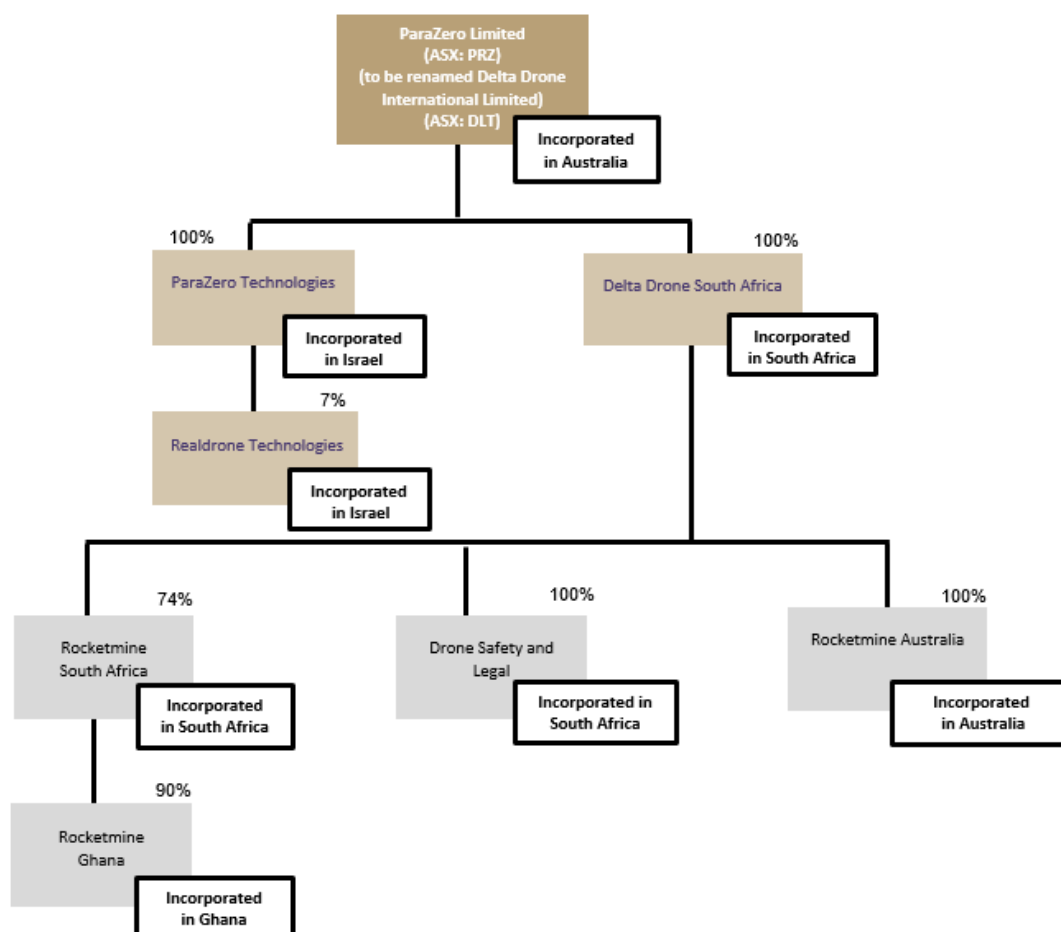 ParaZero Limited
(ASX: PRZ)
(to be renamed Delta Drone
International Limited)
(ASX: DLT)
Incorporated
in Australia
100%
ParaZero Technologies
Incorporated
in Israel
100%
Delta Drone South Africa
Incorporated
in South Africa
7%
Realdrone Technologies
Incorporated
in Israel
74%
Rocketmine
South Africa
Incorporated
in South Africa
100%
Drone Safety and
Legal
Incorporated in
South Africa
100%
Rocketmine Australia
Incorporated
in Australia
90%
Rocketmine
Ghana
Incorporated
in Ghana